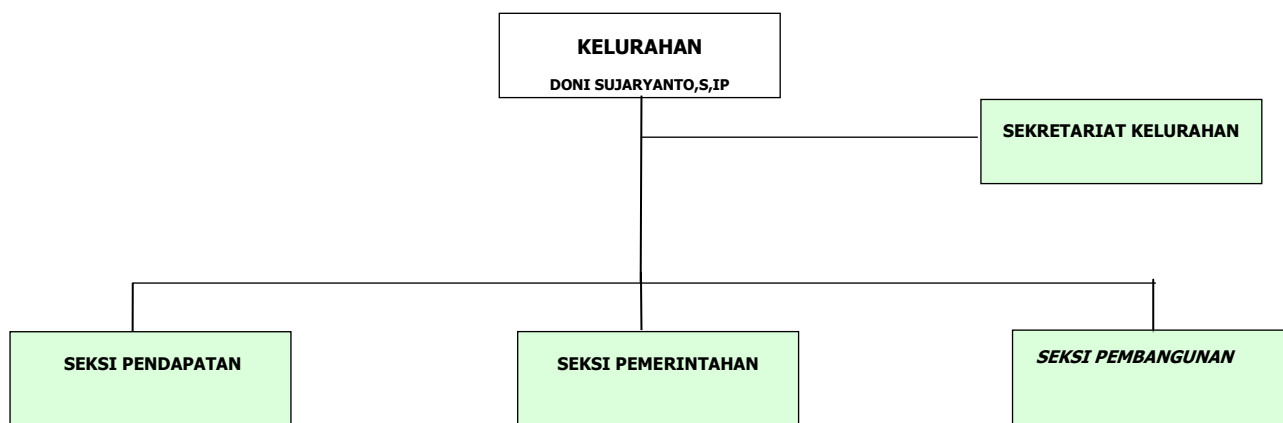 KELURAHAN
DONI SUJARYANTO,S,IP
SEKRETARIAT KELURAHAN
SEKSI PENDAPATAN
SEKSI PEMERINTAHAN
SEKSI PEMBANGUNAN